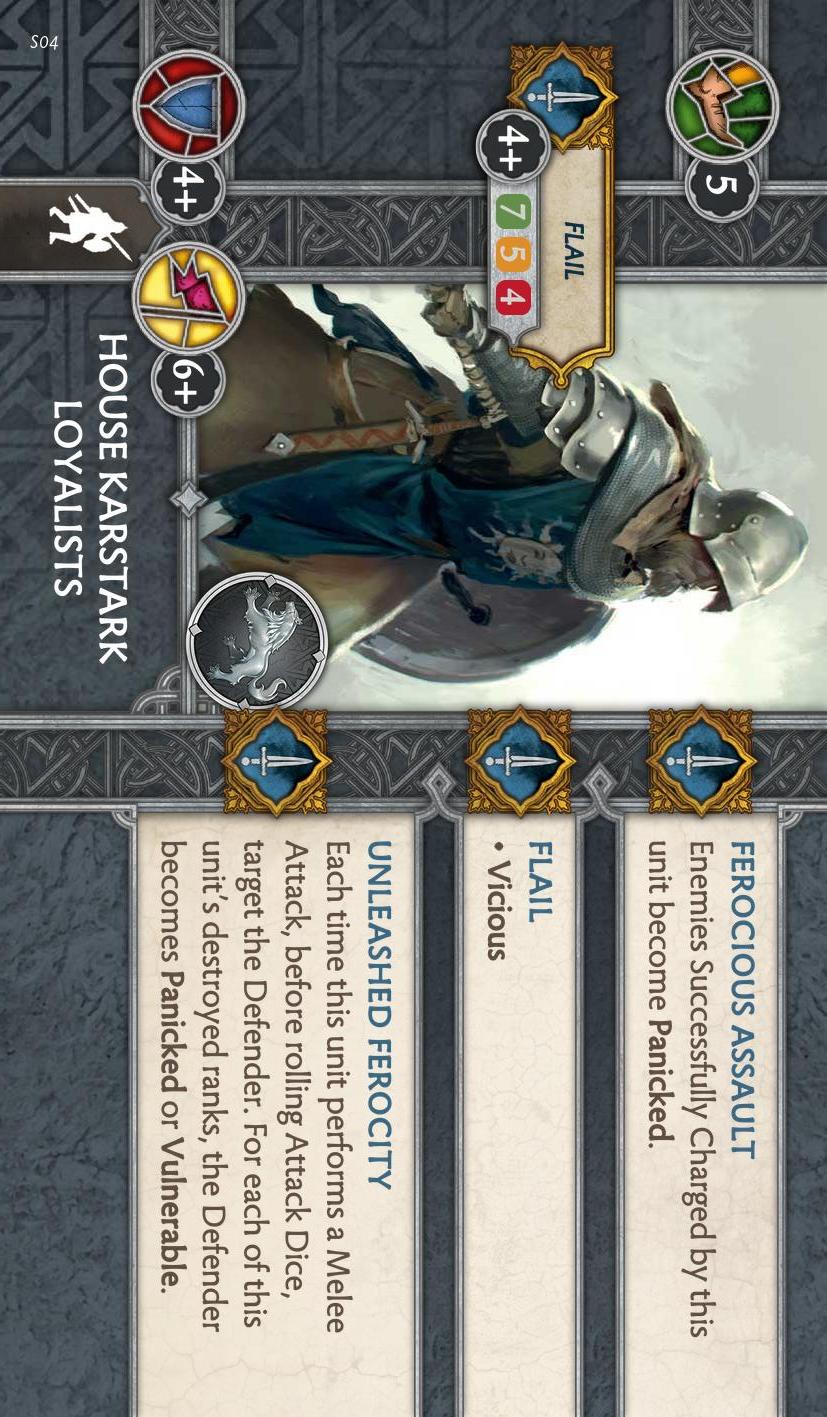 5
FLAIL
4+
7 5 4
4+
6+
HOUSE KARSTARK
LOYALISTS
S04
FEROCIOUS ASSAULT
Enemies Successfully Charged by this
unit become Panicked.
FLAIL
• Vicious
UNLEASHED FEROCITY
Each time this unit performs a Melee
Attack, before rolling Attack Dice,
target the Defender. For each of this
unit's destroyed ranks, the Defender
becomes Panicked or Vulnerable.